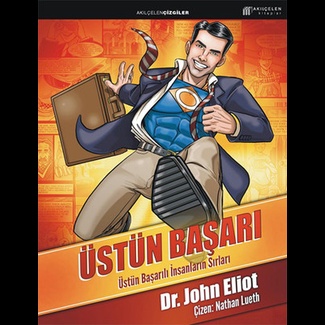 AKILÇELENÇİZGİLER
AKILÇELEN
kitaplar
ÜSTÜN BAŞARI
Üstün Başarılı İnsanların Sırları
Dr. John Eliot
Çizen: Nathan Lueth